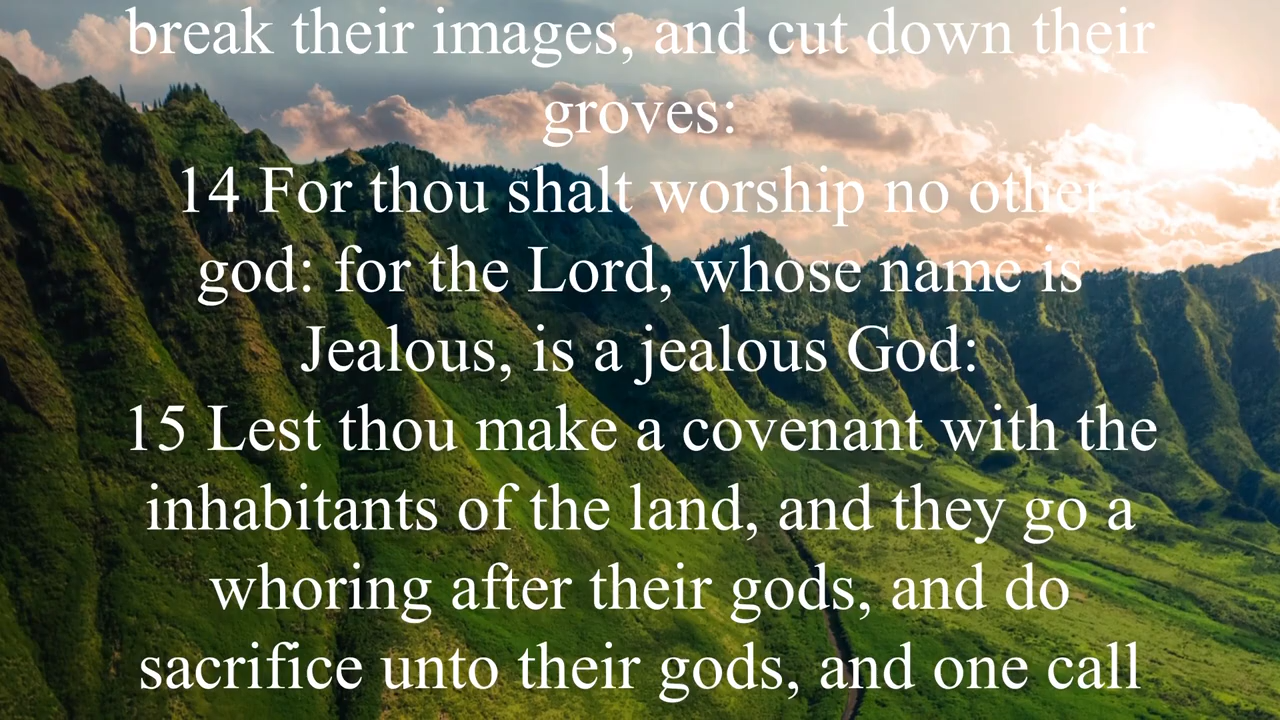 break their images, and cut down their
groves:
14 For thou shalt worship no other
god: for the Lord, whose name is
Jealous, is a jealous God:
15 Lest thou make a covenant with the
inhabitants of the land, and they go a
whoring after their gods, and do
sacrifice unto their gods, and one call